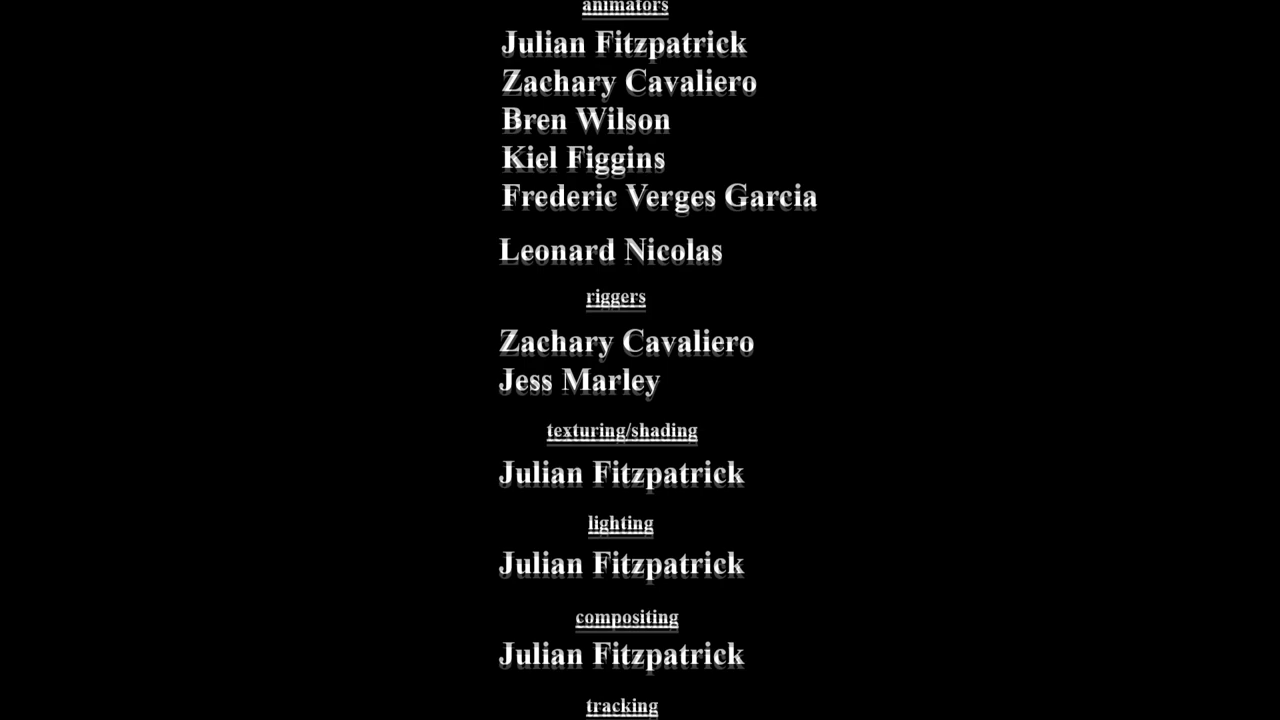 animators
Julian Fitzpatrick
Zachary Cavaliero
Bren Wilson
Kiel Figgins
Frederic Verges Garcia
Leonard Nicolas
riggers
Zachary Cavaliero
Jess Marley
texturing/shading
Julian Fitzpatrick
lighting
Julian Fitzpatrick
compositing
Julian Fitzpatrick
tracking